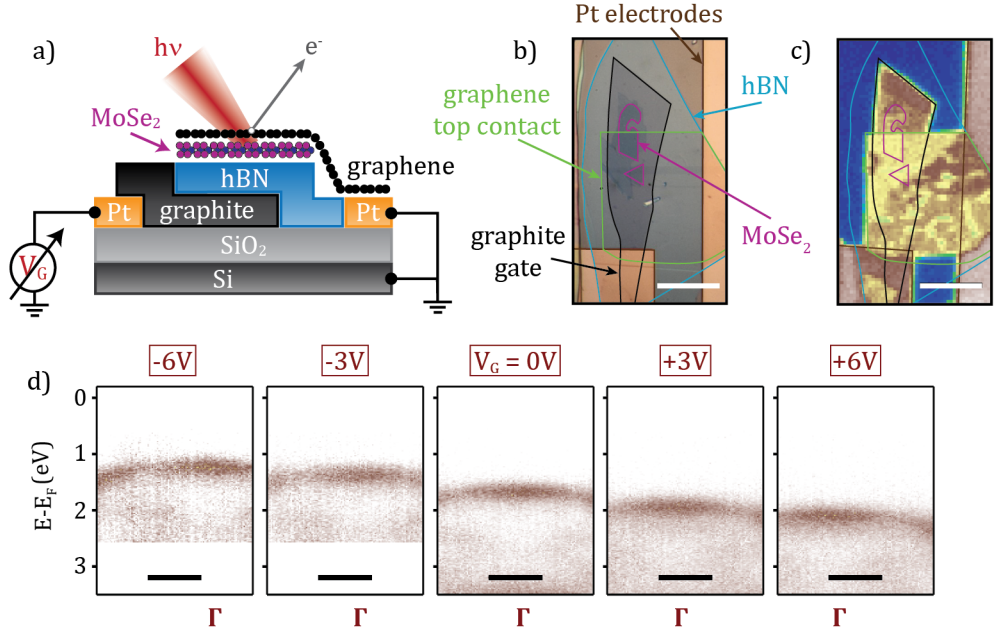 a)
hν
e-
MoSe2
graphene
hBN
Pt
graphite
Pt
SiO2
Si
VG
b)
Pt electrodes
graphene
top contact
hBN
MoSe2
graphite
gate
c)
d)
-6V
-3V
VG = 0V
+3V
+6V
E-EF (eV)
0
1
2
3
Γ
Γ
Γ
Γ
Γ